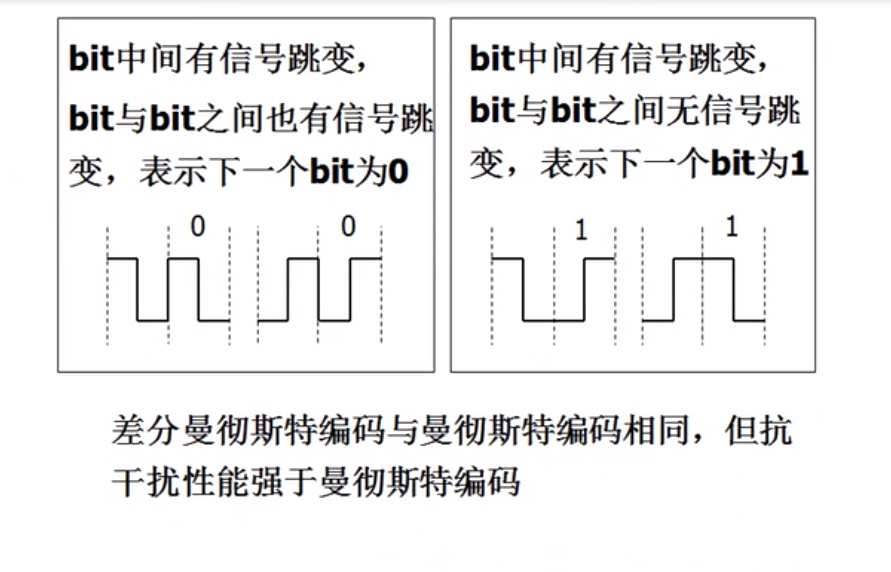 bit中间有信号跳变，
bit与bit之间也有信号跳
变，表示下一个bit为0
0 0
bit中间有信号跳变，
bit与bit之间无信号跳
变，表示下一个bit为1
1 1
差分曼彻斯特编码与曼彻斯特编码相同，但抗
干扰性能强于曼彻斯特编码